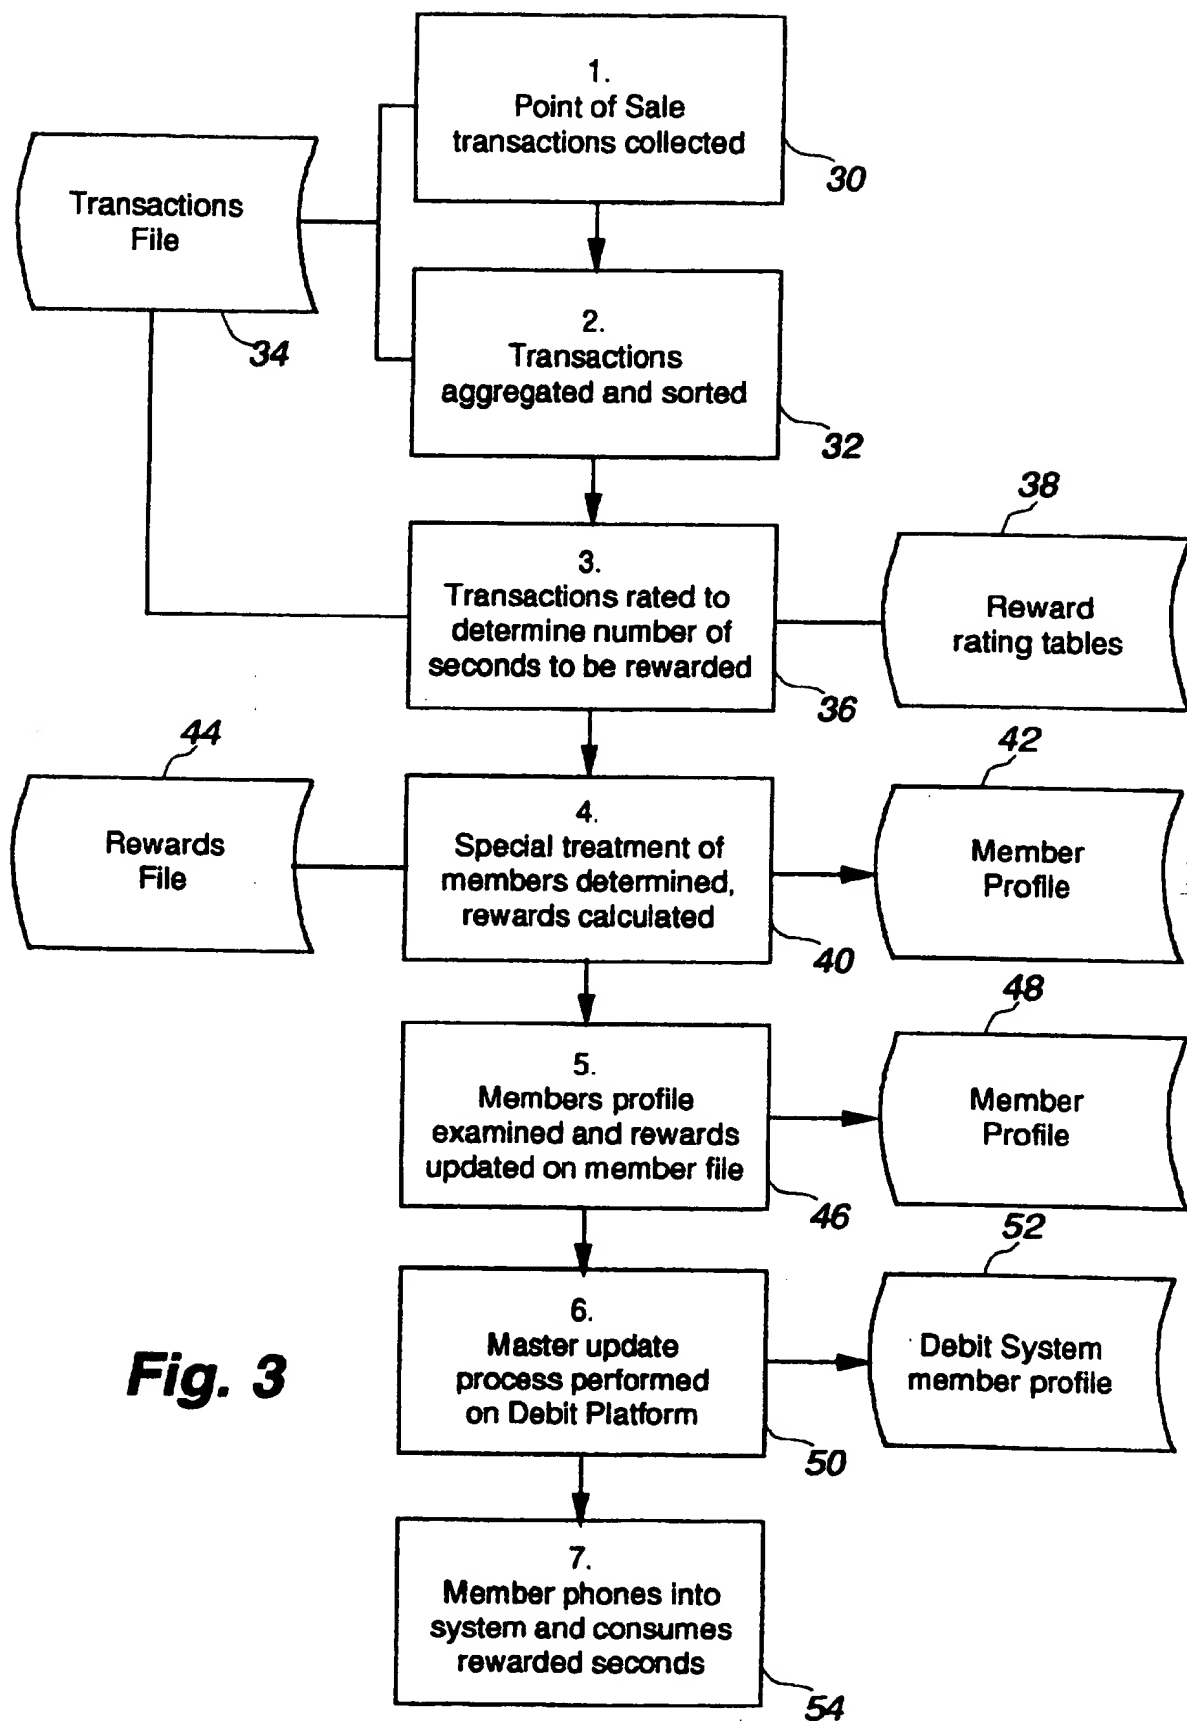 1.
Point of Sale
transactions collected
30
Transactions
File
34
2.
Transactions
aggregated and sorted
32
3.
Transactions rated to
determine number of
seconds to be rewarded
36
38
Reward
rating tables
44
Rewards
File
4.
Special treatment of
members determined,
rewards calculated
40
42
Member
Profile
5.
Members profile
examined and rewards
updated on member file
46
48
Member
Profile
6.
Master update
process performed
on Debit Platform
50
52
Debit System
member profile
Fig. 3
7.
Member phones into
system and consumes
rewarded seconds
54